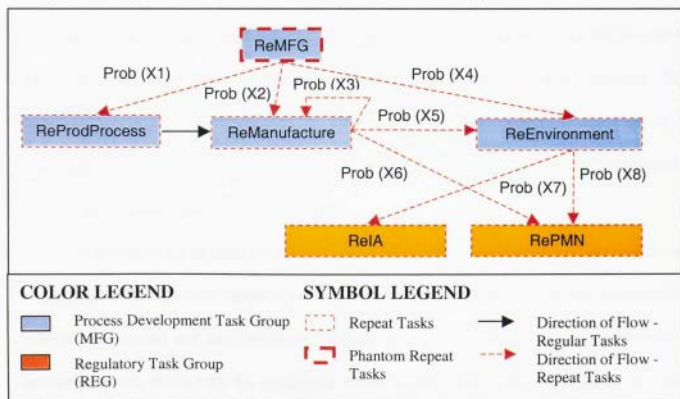 ReMFG
Prob (X1)
Prob (X2)
Prob (X3)
Prob (X4)
ReProdProcess
ReManufacture
Prob (X5)
ReEnvironment
Prob (X6)
Prob (X7)
Prob (X8)
ReIA
RePMN
COLOR LEGEND
Process Development Task Group
(MFG)
Regulatory Task Group
(REG)
SYMBOL LEGEND
Repeat Tasks
Phantom Repeat
Tasks
Direction of Flow -
Regular Tasks
Direction of Flow -
Repeat Tasks